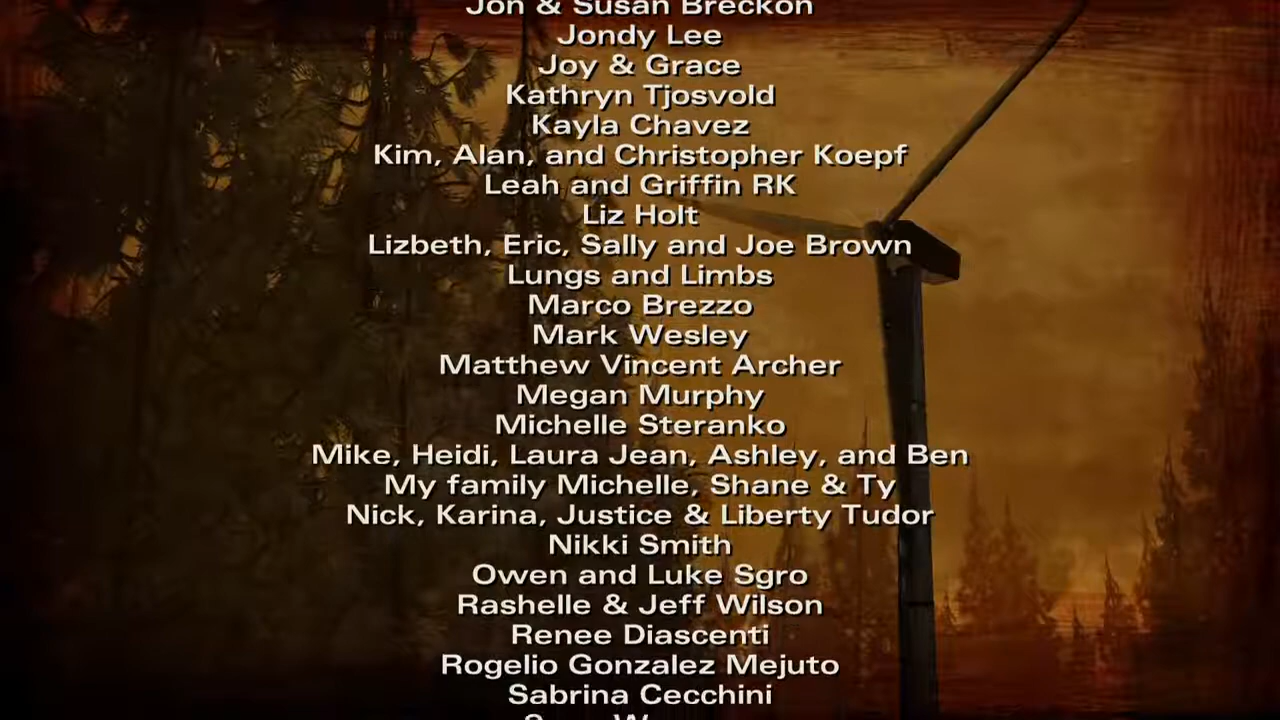 Jon & Susan Breckon
Jondy Lee
Joy & Grace
Kathryn Tjosvold
Kayla Chavez
Kim, Alan, and Christopher Koepf
Leah and Griffin RK
Liz Holt
Lizbeth, Eric, Sally and Joe Brown
Lungs and Limbs
Marco Brezzo
Mark Wesley
Matthew Vincent Archer
Megan Murphy
Michelle Steranko
Mike, Heidi, Laura Jean, Ashley, and Ben
My family Michelle, Shane & Ty
Nick, Karina, Justice & Liberty Tudor
Nikki Smith
Owen and Luke Sgro
Rashelle & Jeff Wilson
Renee Diascenti
Rogelio Gonzalez Mejuto
Sabrina Cecchini